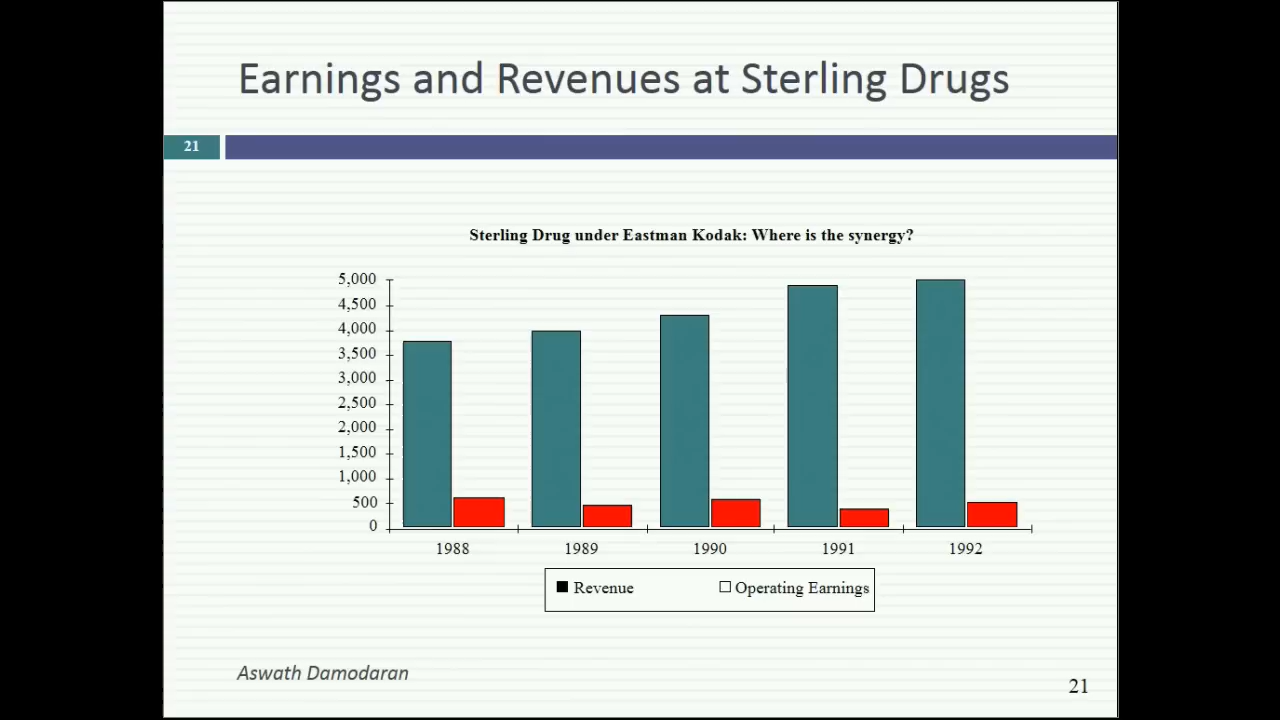 Earnings and Revenues at Sterling Drugs
21
Sterling Drug under Eastman Kodak: Where is the synergy?
5,000
4,500
4,000
3,500
3,000
2,500
2,000
1,500
1,000
500
0
1988 1989 1990 1991 1992
Revenue Operating Earnings
Aswath Damodaran
21